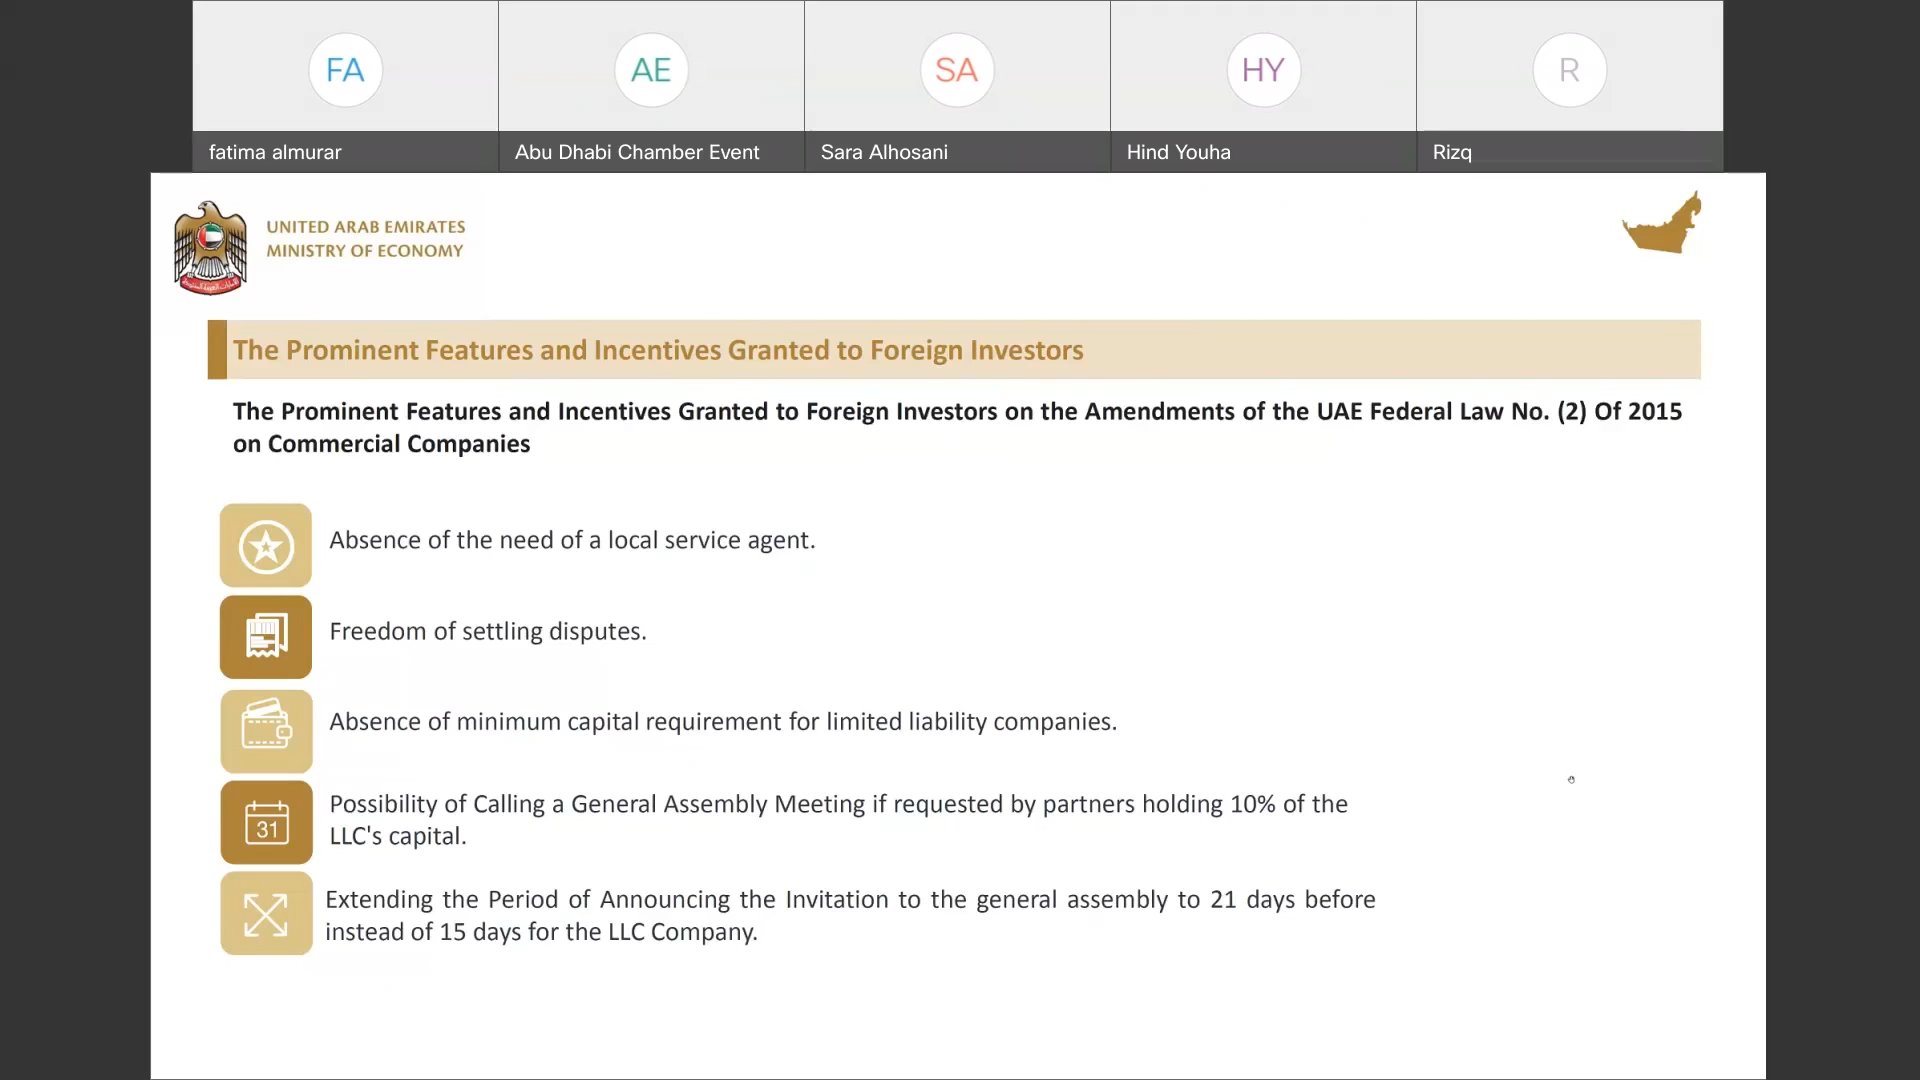 FA
AE
SA
HY
R
fatima almurar
Abu Dhabi Chamber Event
Sara Alhosani
Hind Youha
Rizq
UNITED ARAB EMIRATES
MINISTRY OF ECONOMY
The Prominent Features and Incentives Granted to Foreign Investors
The Prominent Features and Incentives Granted to Foreign Investors on the Amendments of the UAE Federal Law No. (2) Of 2015
on Commercial Companies
Absence of the need of a local service agent.
Freedom of settling disputes.
Absence of minimum capital requirement for limited liability companies.
Possibility of Calling a General Assembly Meeting if requested by partners holding 10% of the
LLC's capital.
31
Extending the Period of Announcing the Invitation to the general assembly to 21 days before
instead of 15 days for the LLC Company.